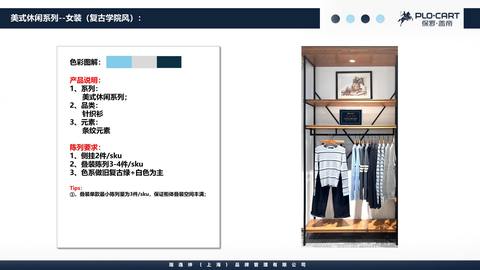 美式休闲系列--女装（复古学院风）：
PLO-CART
保罗·盖帝
色彩图解：
产品说明：
1、系列：
美式休闲系列；
2、品类：
针织衫
3、元素：
条纹元素
陈列要求：
1、侧挂2件/sku
2、叠装陈列3-4件/sku
3、色系做旧复古绿+白色为主
Tips:
①、叠装单款最小陈列量为3件/sku，保证柜体叠装空间丰满；
（上海）品牌管理有限公司